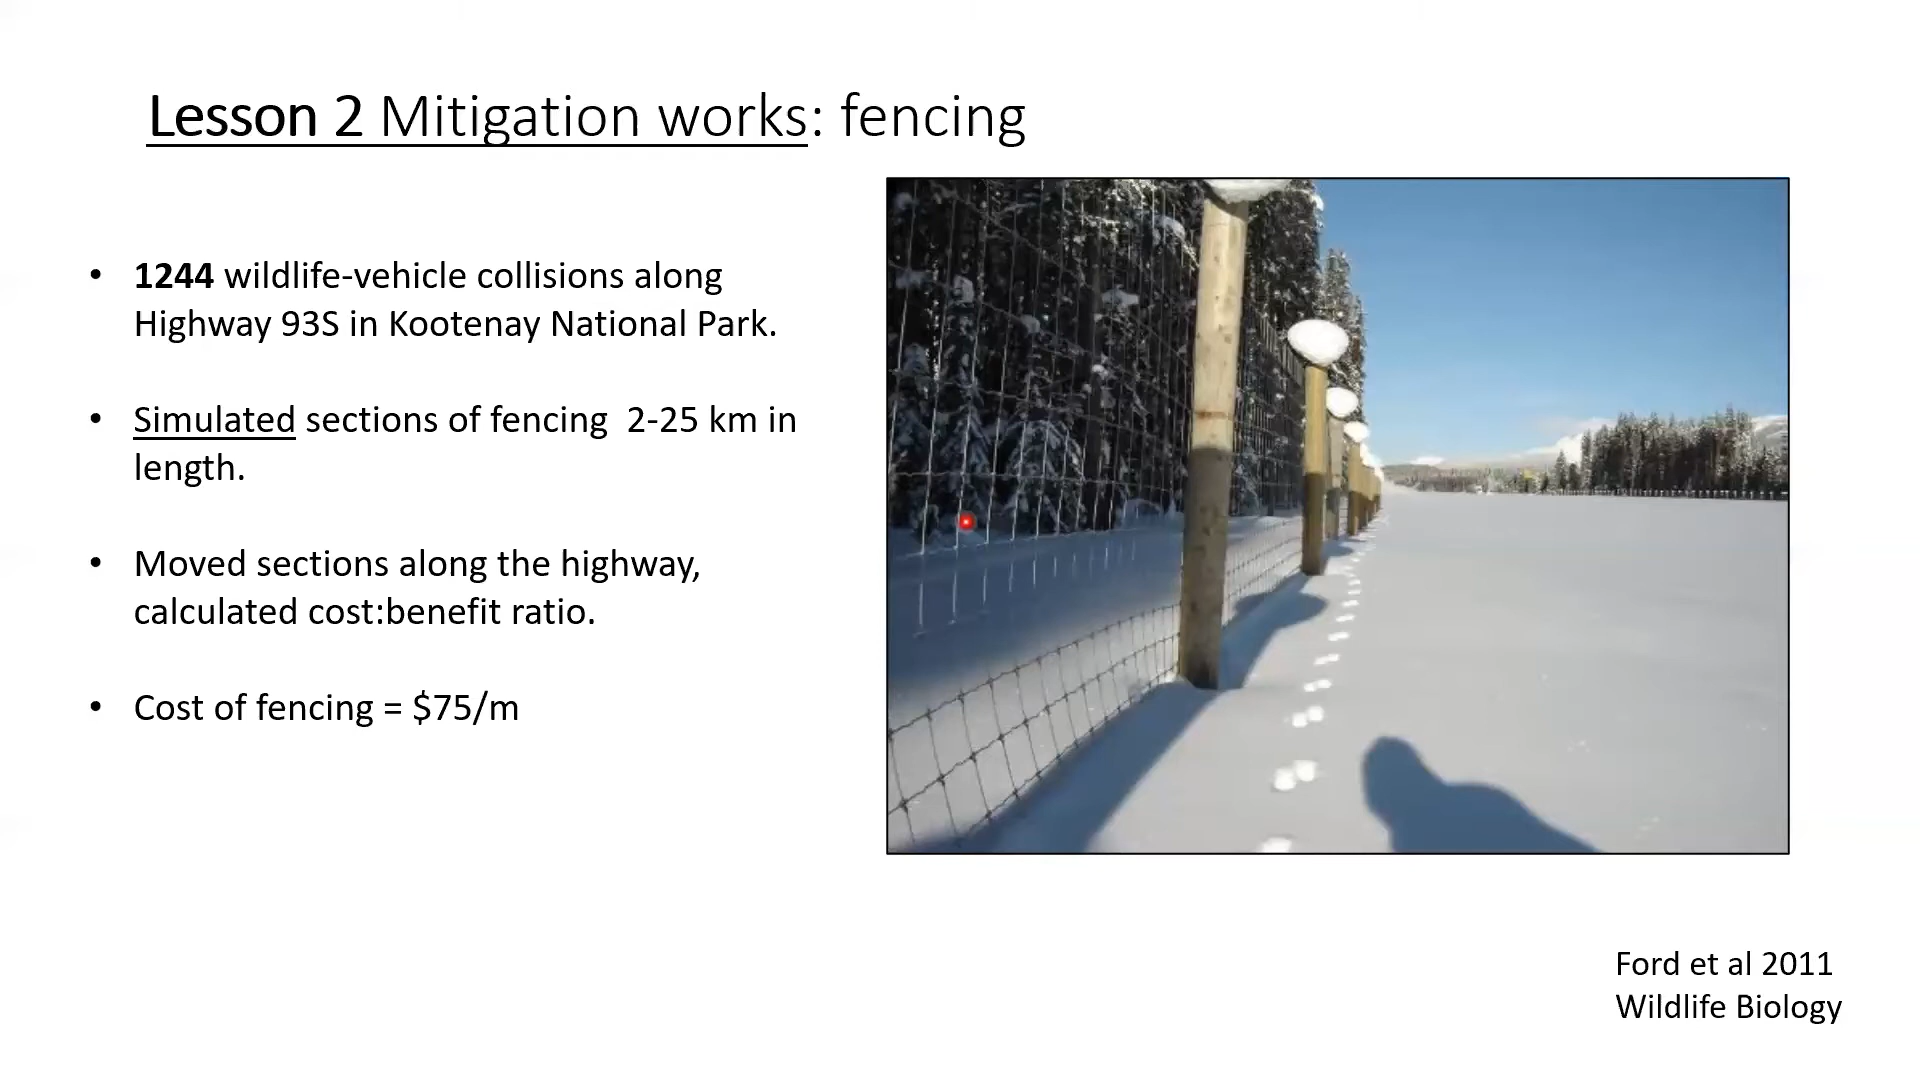 Lesson 2 Mitigation works: fencing
• 1244 wildlife-vehicle collisions along
Highway 93S in Kootenay National Park.
• Simulated sections of fencing  2-25 km in
length.
• Moved sections along the highway,
calculated cost:benefit ratio.
• Cost of fencing = $75/m
Ford et al 2011
Wildlife Biology